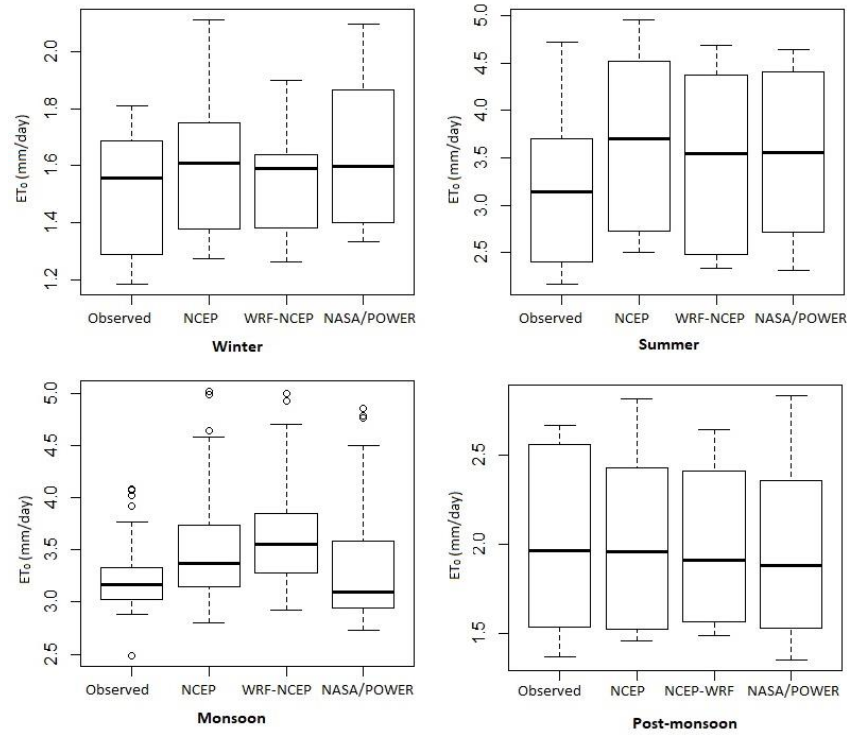 ET₀ (mm/day)
2.0
1.8
1.6
1.4
1.2
Observed NCEP WRF-NCEP NASA/POWER
Winter
ET₀ (mm/day)
5.0
4.5
4.0
3.5
3.0
2.5
Observed NCEP WRF-NCEP NASA/POWER
Summer
ET₀ (mm/day)
5.0
4.5
4.0
3.5
3.0
2.5
Observed NCEP WRF-NCEP NASA/POWER
Monsoon
ET₀ (mm/day)
2.5
2.0
1.5
Observed NCEP NCEP-WRF NASA/POWER
Post-monsoon